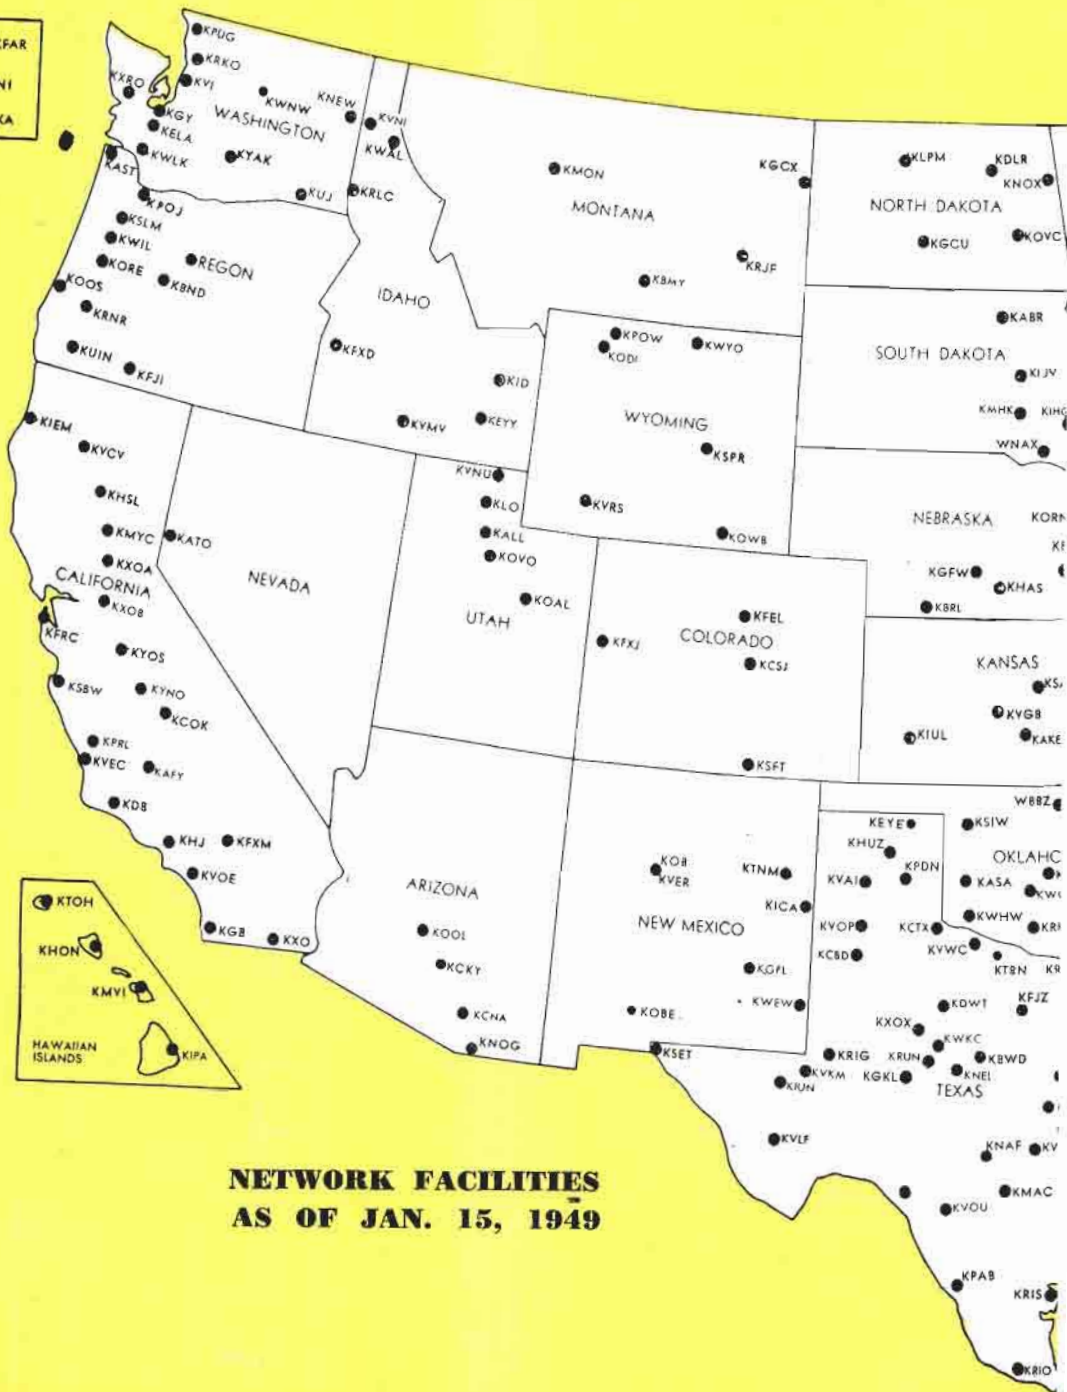 KPUG
KRKO
KVI
KXRO
KWNW
KNEW
KVNI
KGY
WASHINGTON
KELA
KWAL
KWLK
KYAK
KAST
KUJ
KRLC
KPOJ
KSLM
KWIL
KORE
REGON
KOOS
KBND
KRNR
KUIN
KFJI
IDAHO
KFXD
KID
KVMV
KEYY
KMON
KGCX
MONTANA
KRJF
KBMY
KLPM
KDLR
KNOX
NORTH DAKOTA
KGCU
KOVC
KABR
SOUTH DAKOTA
KIJV
KMHK
WNAX
KPOW
KWYO
KODI
WYOMING
KSPR
KVRS
KOWB
NEBRASKA
KGFW
KHAS
KBRL
KIEM
KVCV
KHSL
KMYC
KXOA
CALIFORNIA
KXOB
KFRC
KYOS
KSBW
KYNO
KCOK
KPRL
KVEC
KAFY
KDB
KHJ
KFXM
KVOE
KGB
KXO
KATO
NEVADA
KVNU
KLO
KALL
KOVO
KOAL
UTAH
KFEL
KFXJ
COLORADO
KCSJ
KSFT
KANSAS
KVGB
KIUL
KAKE
ARIZONA
KOOL
KCKY
KCNA
KNOG
KOB
KVER
KTNM
KICA
NEW MEXICO
KGFL
KWEW
KOBE
WBBZ
KSIW
OKLAHO
KASA
KWHW
KEYE
KHUZ
KPDN
KVAI
KVOP
KCTX
KCBD
KVWC
KTBN
KDWT
KFJZ
KXOX
KWKC
KRUN
KBWD
KRIG
KNEL
KVKM
KGKL
KSET
KIUN
TEXAS
KVLF
KNAF
KMAC
KVOU
KPAB
KRIS
KRIO
KTOH
KHON
KMVI
KIPA
HAWAIIAN
ISLANDS
NETWORK FACILITIES
AS OF JAN. 15, 1949